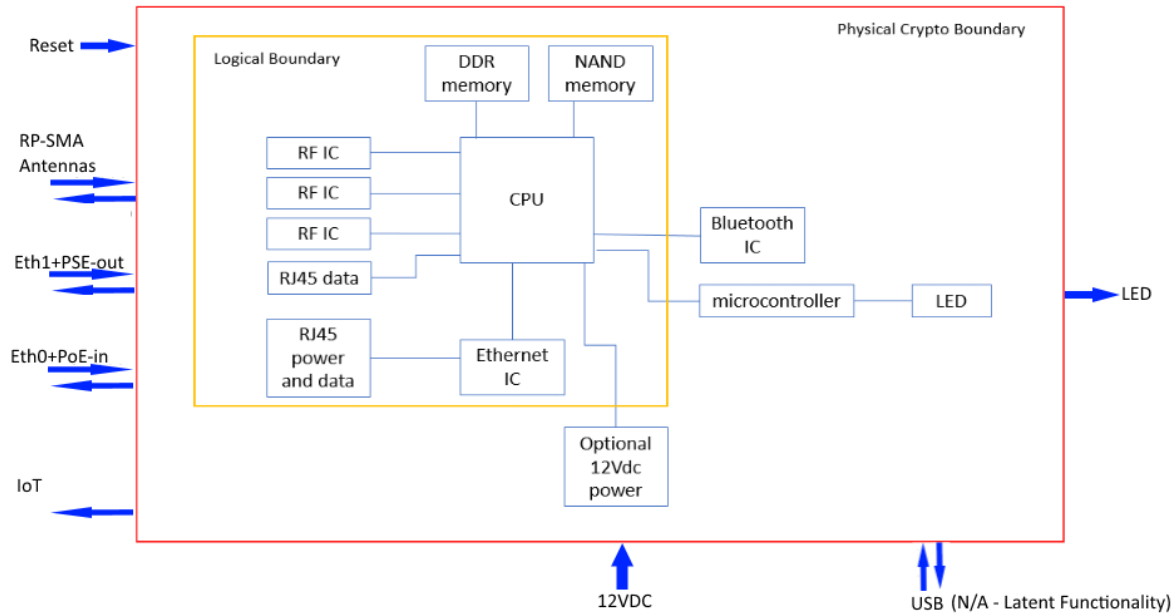 Physical Crypto Boundary
Reset
Logical Boundary
DDR
memory
NAND
memory
RP-SMA
Antennas
RF IC
RF IC
RF IC
CPU
Bluetooth
IC
Eth1+PSE-out
RJ45 data
microcontroller
LED
LED
Eth0+PoE-in
RJ45
power
and data
Ethernet
IC
Optional
12Vdc
power
IoT
12VDC
USB (N/A - Latent Functionality)